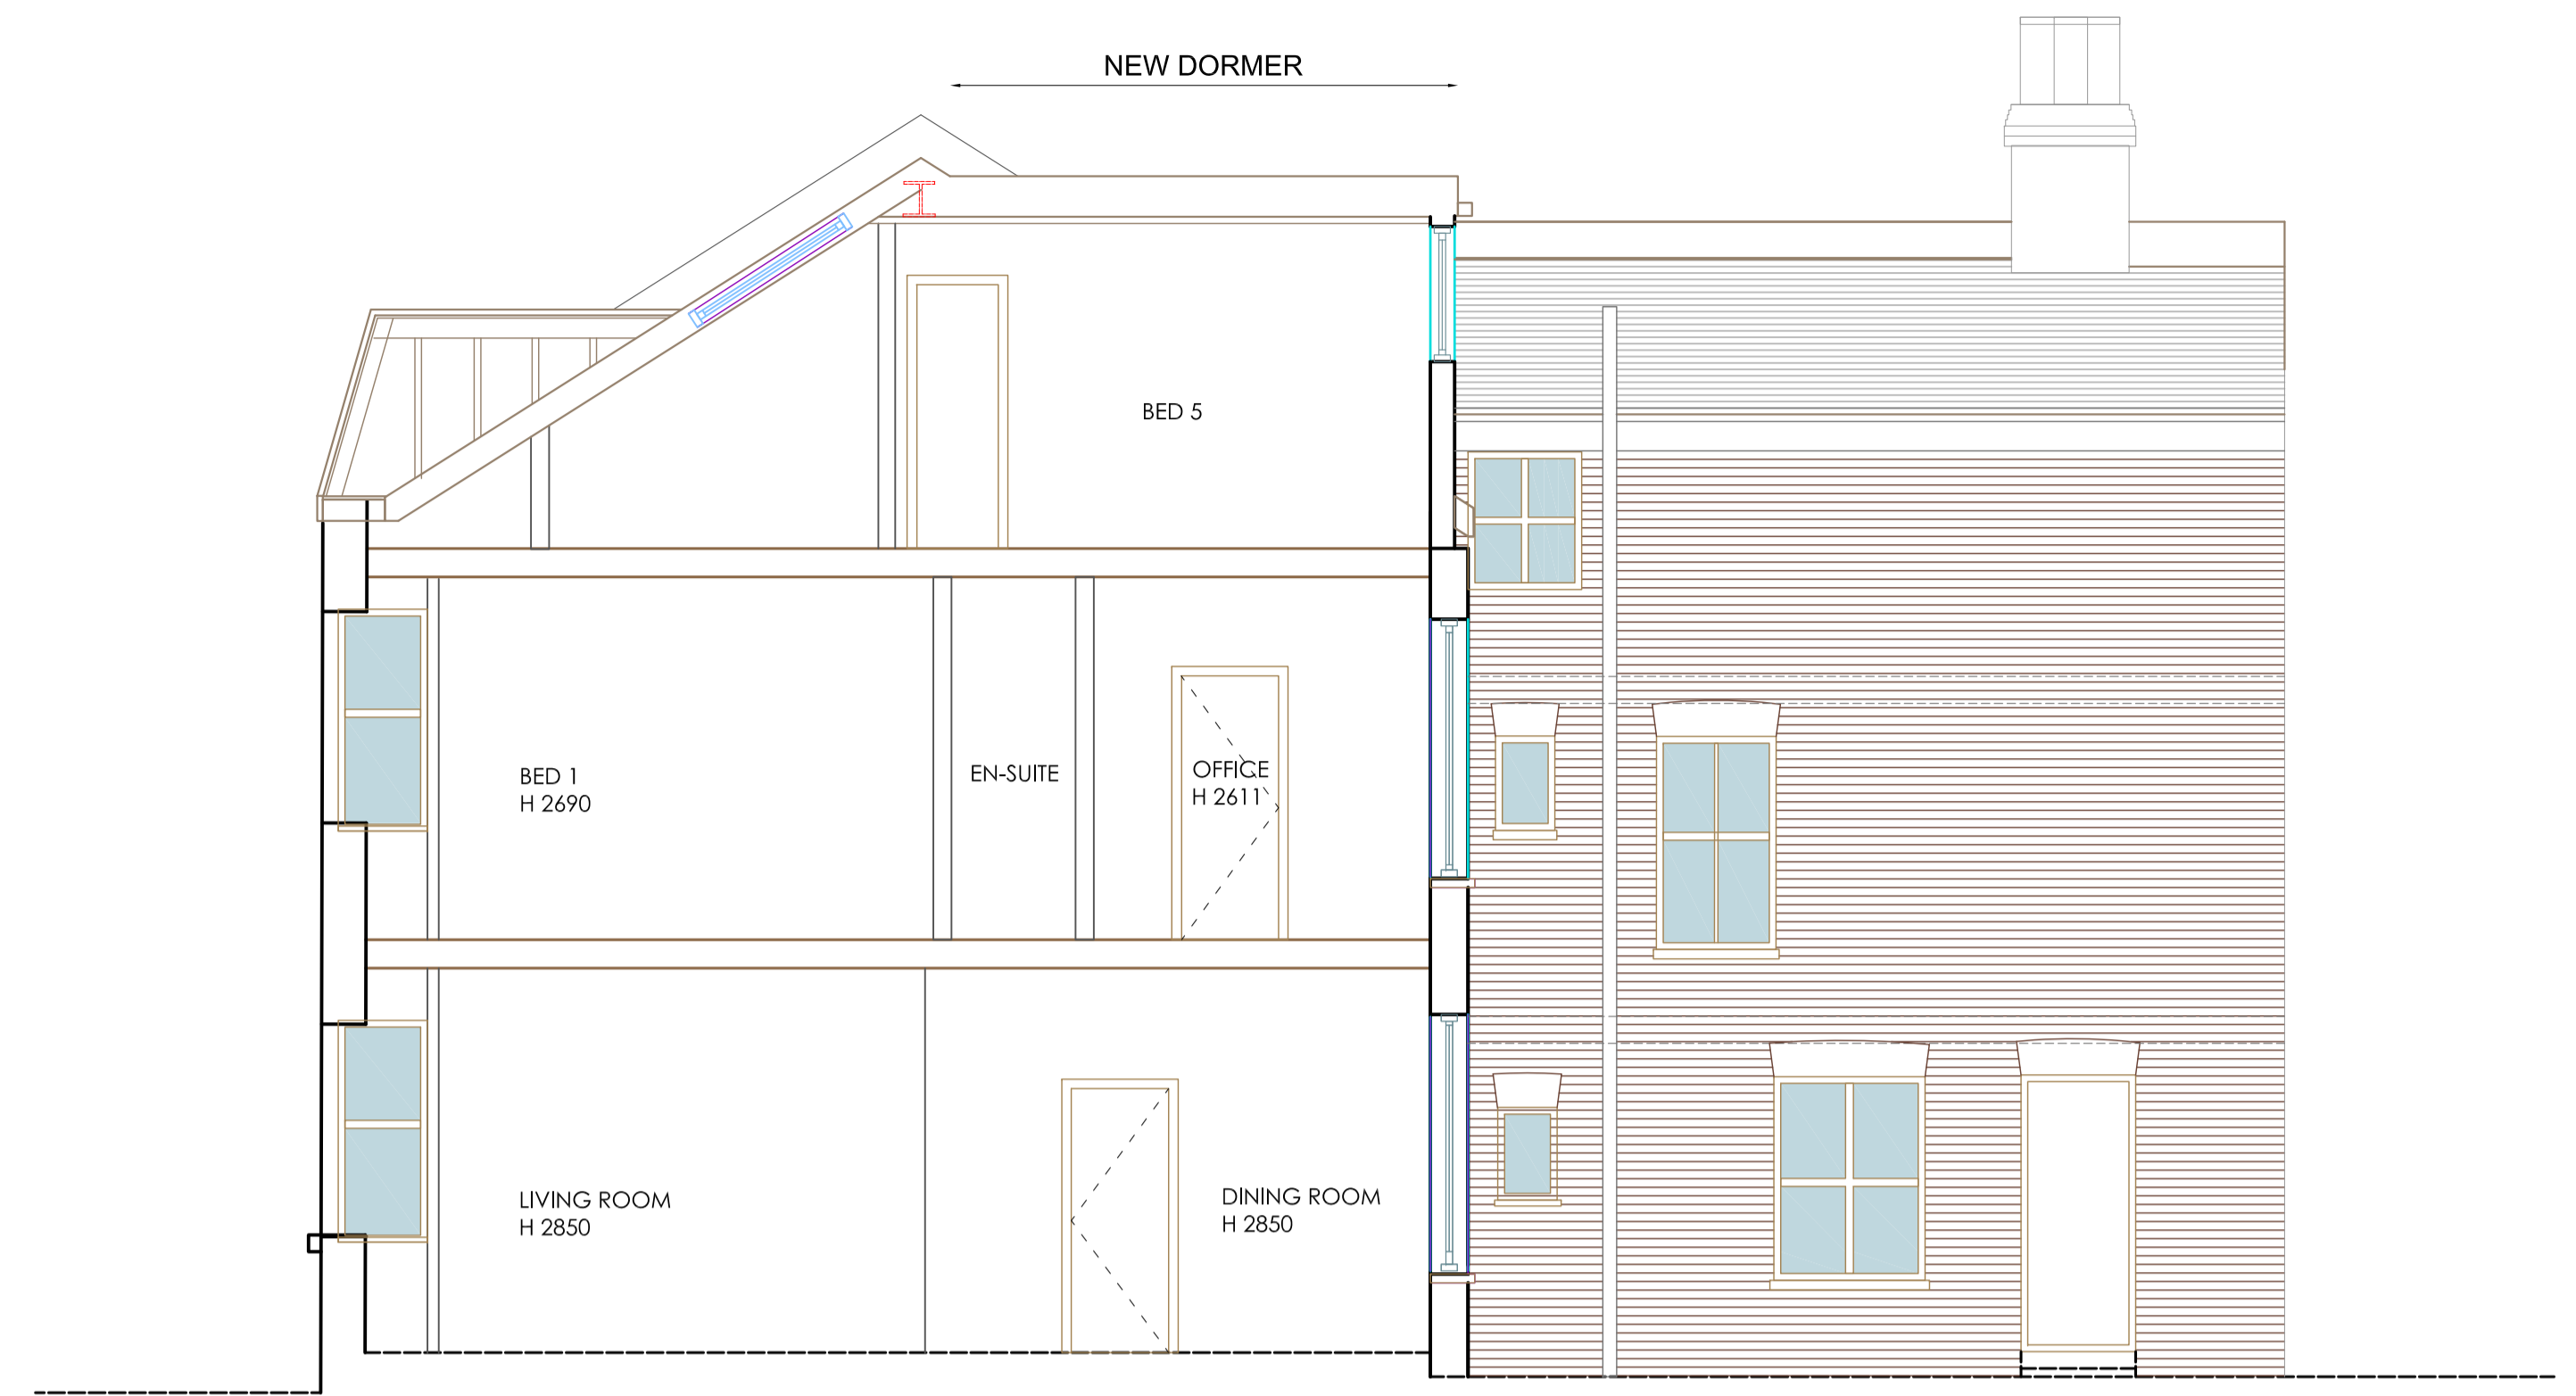 NEW DORMER
BED 5
BED 1
H 2690
EN-SUITE
OFFICE
H 2611
LIVING ROOM
H 2850
DINING ROOM
H 2850